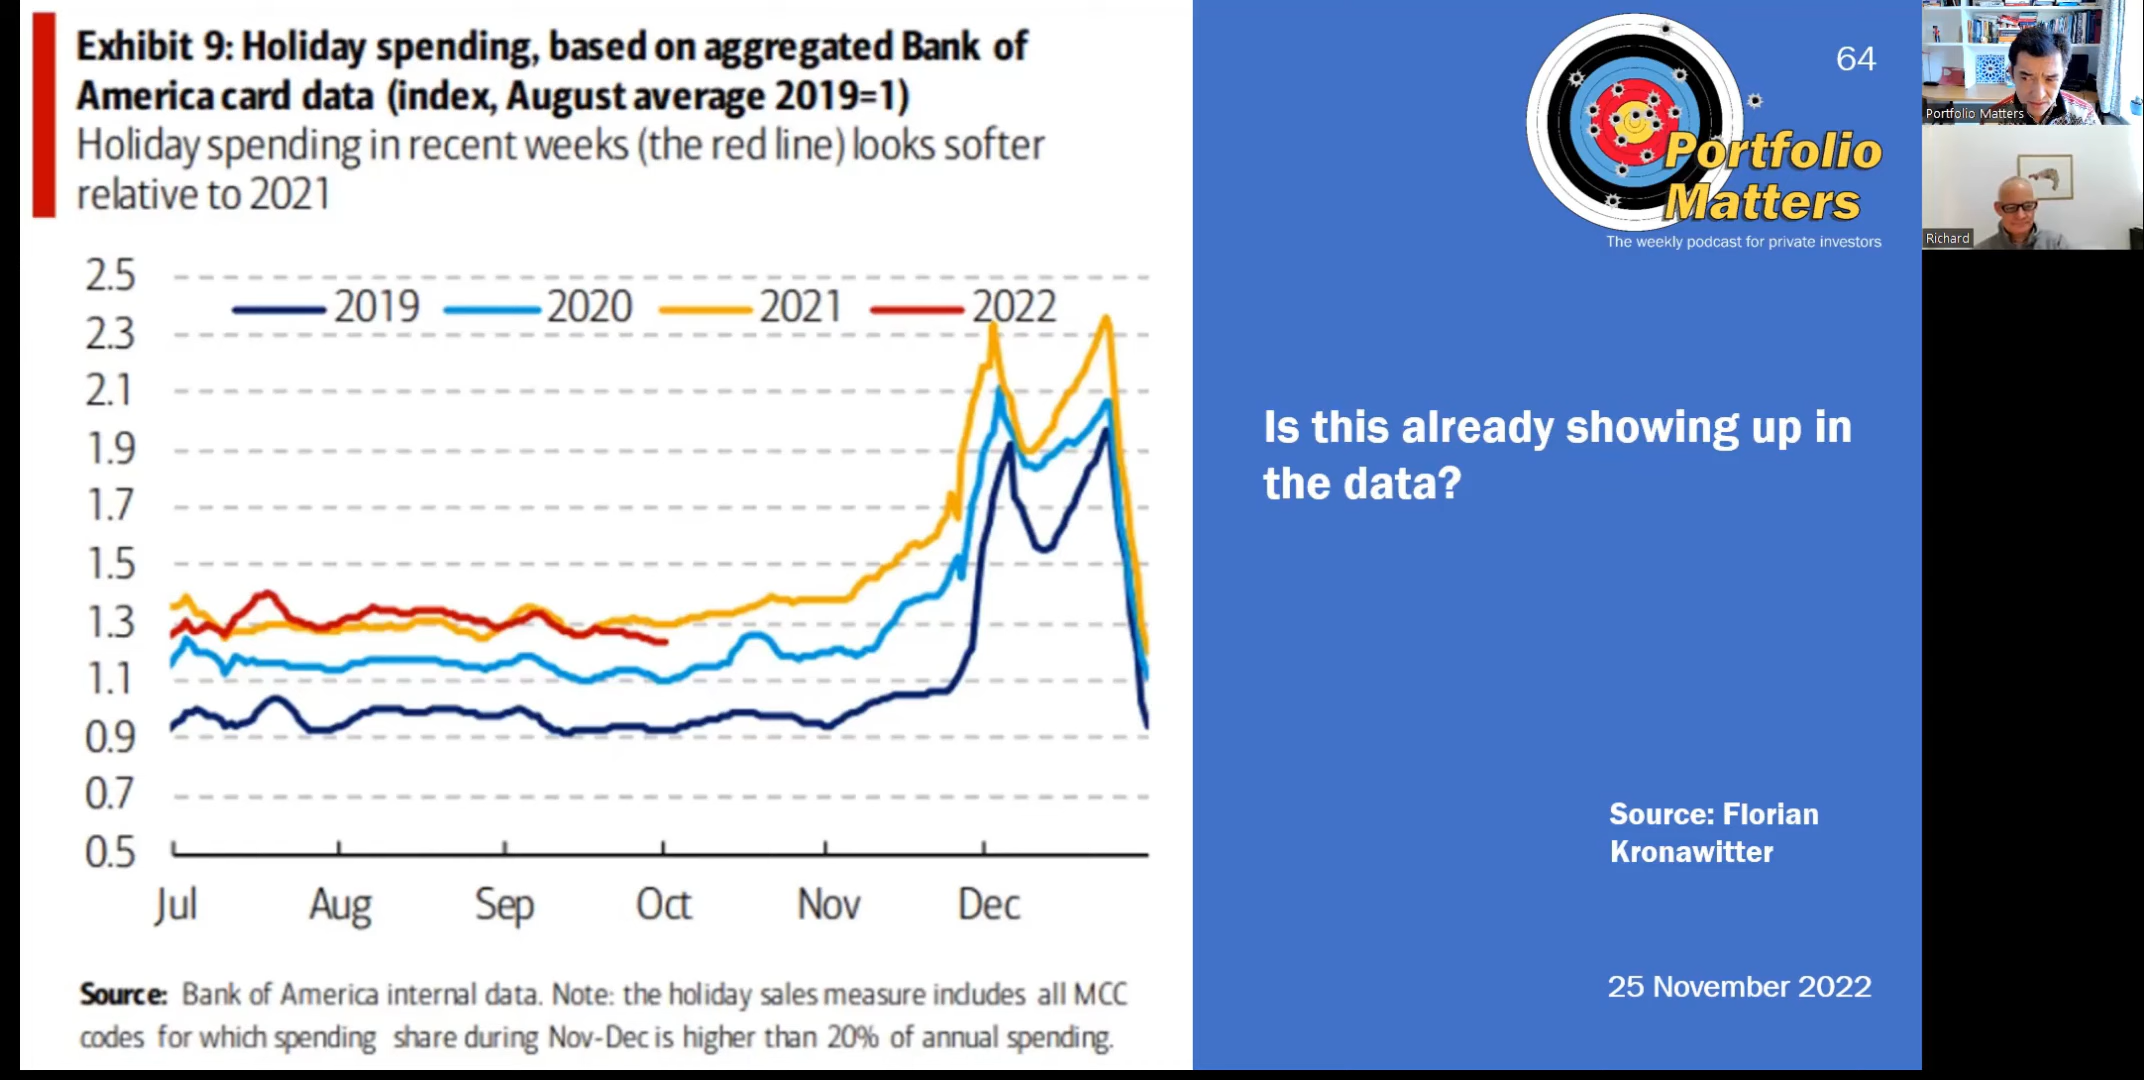 Exhibit 9: Holiday spending, based on aggregated Bank of
America card data (index, August average 2019=1)
Holiday spending in recent weeks (the red line) looks softer
relative to 2021
2.5
2019 2020 2021 2022
2.3
2.1
1.9
1.7
1.5
1.3
1.1
0.9
0.7
0.5
Jul Aug Sep Oct Nov Dec
Source: Bank of America internal data. Note: the holiday sales measure includes all MCC
codes for which spending share during Nov-Dec is higher than 20% of annual spending.
64
Portfolio
Matters
The weekly podcast for private investors
Is this already showing up in
the data?
Source: Florian
Kronawitter
25 November 2022
Portfolio Matters
Richard